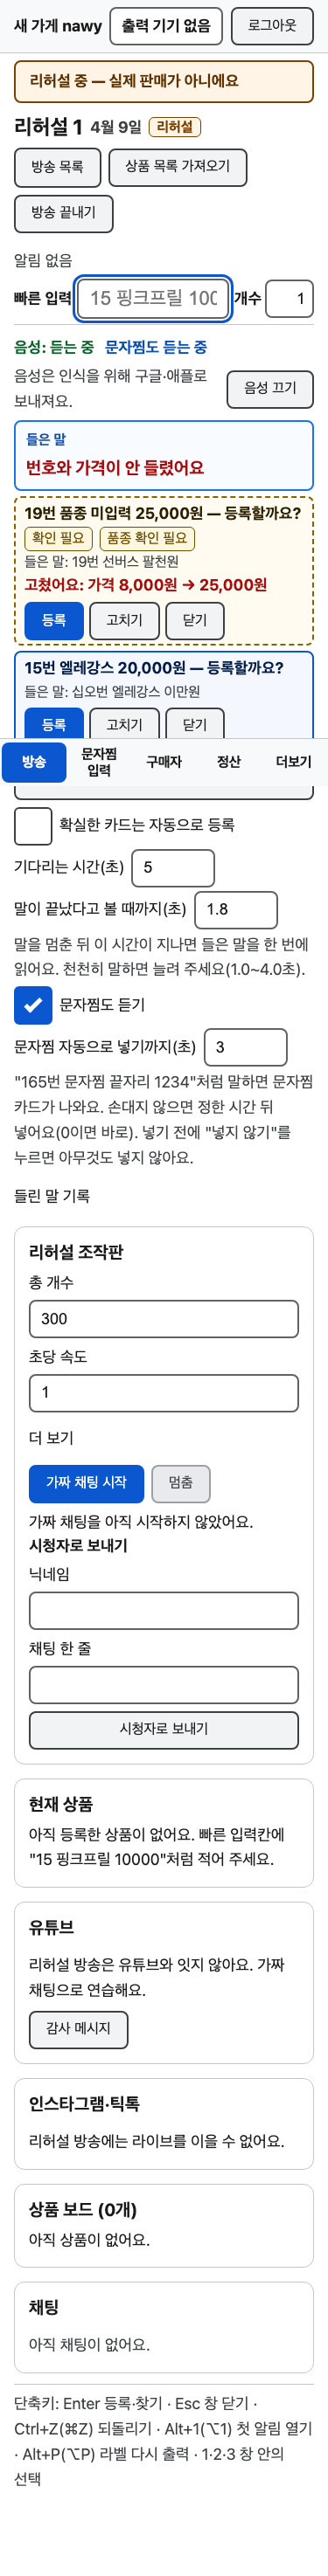 새 가게 nawy 출력 기기 없음 로그아웃
리허설 중 — 실제 판매가 아니에요
리허설 1 4월 9일 리허설
방송 목록 상품 목록 가져오기
방송 끝내기
알림 없음
빠른 입력 15 핑크프릴 100 개수 1
음성: 듣는 중 문자찜도 듣는 중
음성은 인식을 위해 구글·애플로
보내져요.
음성 끄기
들은 말
번호와 가격이 안 들렸어요
19번 품종 미입력 25,000원 — 등록할까요?
확인 필요 품종 확인 필요
들은 말: 19번 선버스 팔천원
고쳤어요: 가격 8,000원 → 25,000원
등록 고치기 닫기
15번 엘레강스 20,000원 — 등록할까요?
들은 말: 십오번 엘레강스 이만원
등록 고치기 닫기
방송 문자찜
입력 구매자 정산 더보기
확실한 카드는 자동으로 등록
기다리는 시간(초) 5
말이 끝났다고 볼 때까지(초) 1.8
말을 멈춘 뒤 이 시간이 지나면 들은 말을 한 번에
읽어요. 천천히 말하면 늘려 주세요(1.0~4.0초).
문자찜도 듣기
문자찜 자동으로 넣기까지(초) 3
"165번 문자찜 끝자리 1234"처럼 말하면 문자찜
카드가 나와요. 손대지 않으면 정한 시간 뒤
넣어요(0이면 바로). 넣기 전에 "넣지 않기"를
누르면 아무것도 넣지 않아요.
들린 말 기록
리허설 조작판
총 개수
300
초당 속도
1
더 보기
가짜 채팅 시작 멈춤
가짜 채팅을 아직 시작하지 않았어요.
시청자로 보내기
닉네임
채팅 한 줄
시청자로 보내기
현재 상품
아직 등록한 상품이 없어요. 빠른 입력칸에
"15 핑크프릴 10000"처럼 적어 주세요.
유튜브
리허설 방송은 유튜브와 잇지 않아요. 가짜
채팅으로 연습해요.
감사 메시지
인스타그램·틱톡
리허설 방송에는 라이브를 이을 수 없어요.
상품 보드 (0개)
아직 상품이 없어요.
채팅
아직 채팅이 없어요.
단축키: Enter 등록·찾기 · Esc 창 닫기 ·
Ctrl+Z(⌘Z) 되돌리기 · Alt+1(⌥1) 첫 알림 열기
· Alt+P(⌥P) 라벨 다시 출력 · 1·2·3 창 안의
선택